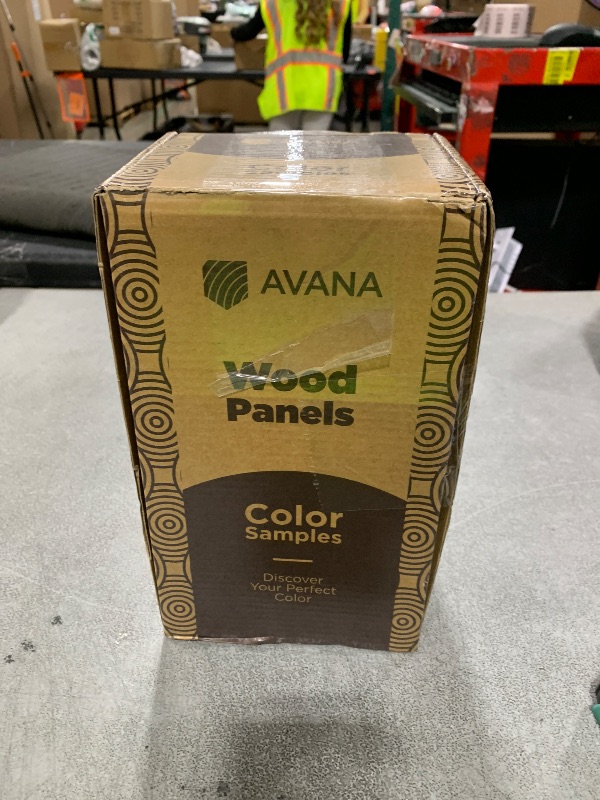 AVANA
Wood
Panels
Color
Samples
Discover
Your Perfect
Color